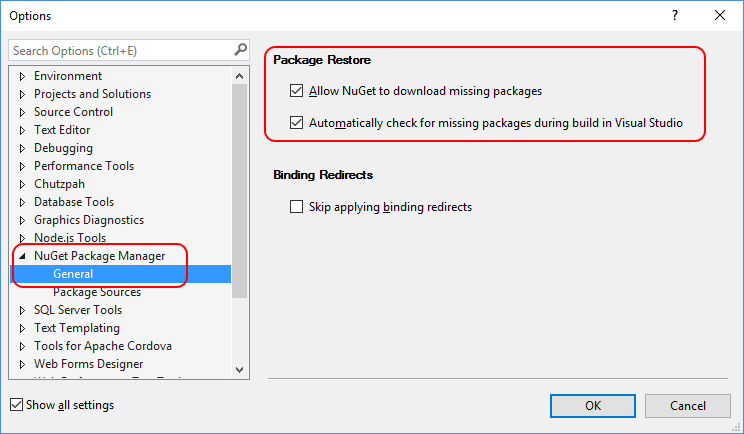 Options
Search Options (Ctrl+E)
Environment
Projects and Solutions
Source Control
Text Editor
Debugging
Performance Tools
Chutzpah
Database Tools
Graphics Diagnostics
Node.js Tools
NuGet Package Manager
General
Package Sources
SQL Server Tools
Text Templating
Tools for Apache Cordova
Web Forms Designer
Package Restore
Allow NuGet to download missing packages
Automatically check for missing packages during build in Visual Studio
Binding Redirects
Skip applying binding redirects
Show all settings
OK
Cancel